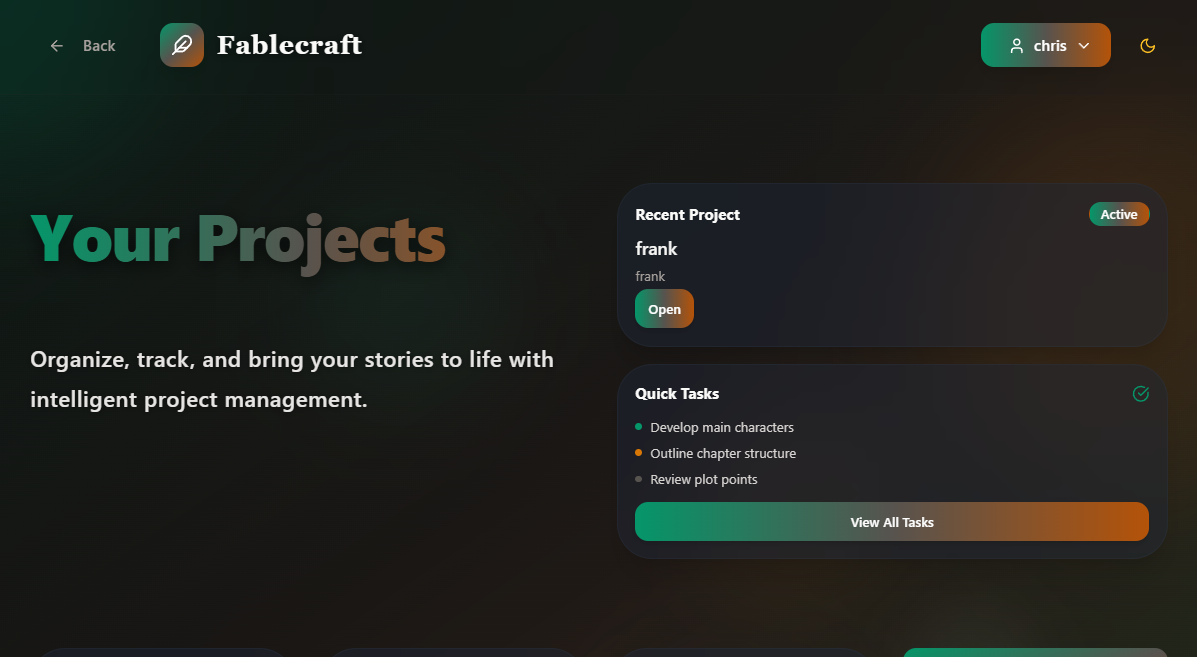 Back
Fablecraft
chris
Your Projects
Organize, track, and bring your stories to life with
intelligent project management.
Recent Project
Active
frank
frank
Open
Quick Tasks
Develop main characters
Outline chapter structure
Review plot points
View All Tasks